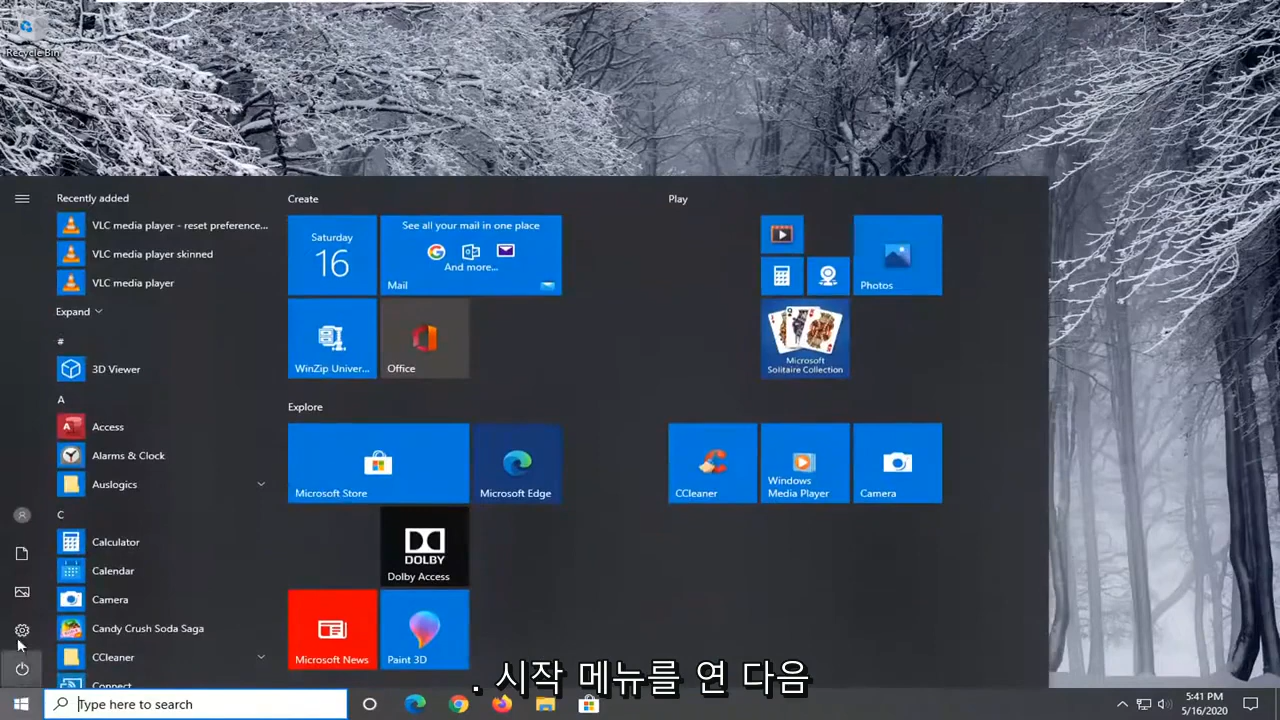 Recycle Bin
Recently added
VLC media player - reset preference...
VLC media player skinned
VLC media player
Expand
#
3D Viewer
A
Access
Alarms & Clock
Auslogics
C
Calculator
Calendar
Camera
Candy Crush Soda Saga
CCleaner
Connect
Create
Saturday
16
See all your mail in one place
And more...
Mail
WinZip Univer...
Office
Explore
Microsoft Store
Microsoft Edge
DOLBY
Dolby Access
Microsoft News
Paint 3D
Play
Photos
Microsoft
Solitaire Collection
CCleaner
Windows
Media Player
Camera
. 시작 메뉴를 연 다음
Type here to search
5:41 PM
5/16/2020